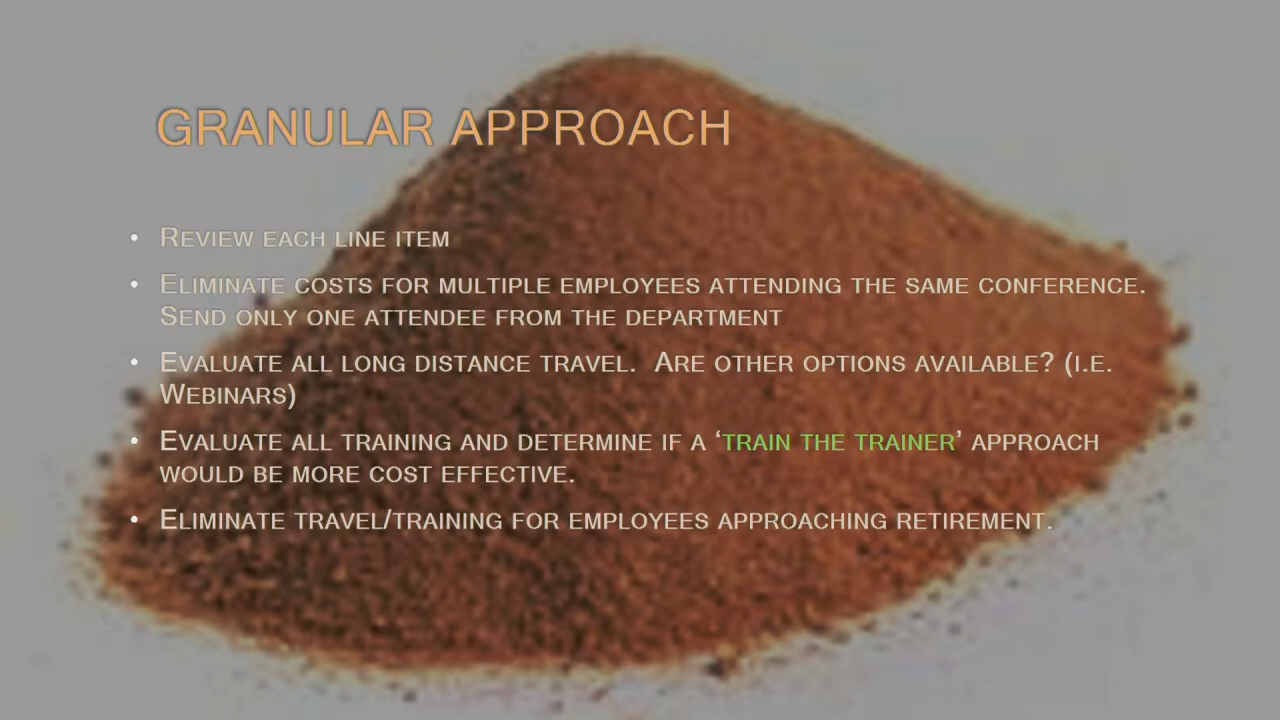 GRANULAR APPROACH
• REVIEW EACH LINE ITEM
• ELIMINATE COSTS FOR MULTIPLE EMPLOYEES ATTENDING THE SAME CONFERENCE.
SEND ONLY ONE ATTENDEE FROM THE DEPARTMENT
• EVALUATE ALL LONG DISTANCE TRAVEL.  ARE OTHER OPTIONS AVAILABLE? (I.E.
WEBINARS)
• EVALUATE ALL TRAINING AND DETERMINE IF A ‘TRAIN THE TRAINER’ APPROACH
WOULD BE MORE COST EFFECTIVE.
• ELIMINATE TRAVEL/TRAINING FOR EMPLOYEES APPROACHING RETIREMENT.